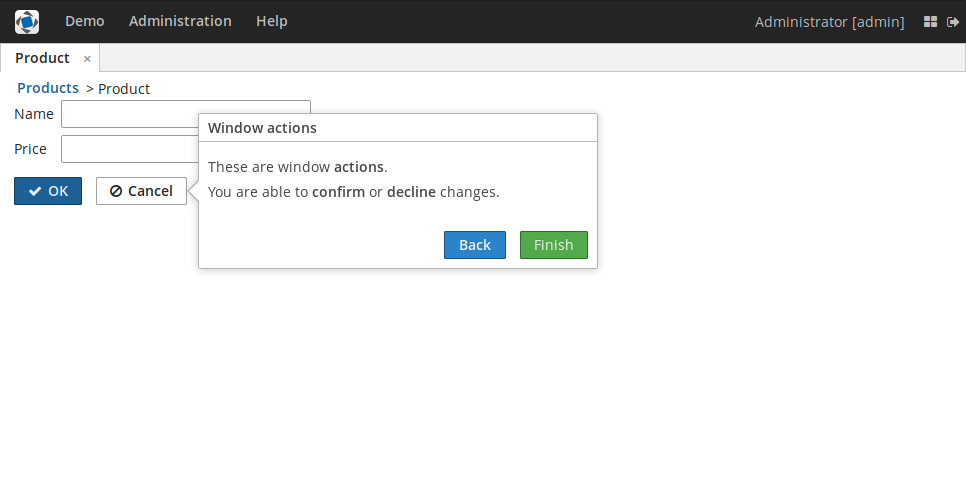 Demo Administration Help Administrator [admin]
Product ×
Products > Product
Name
Price
OK Cancel
Window actions
These are window actions.
You are able to confirm or decline changes.
Back Finish